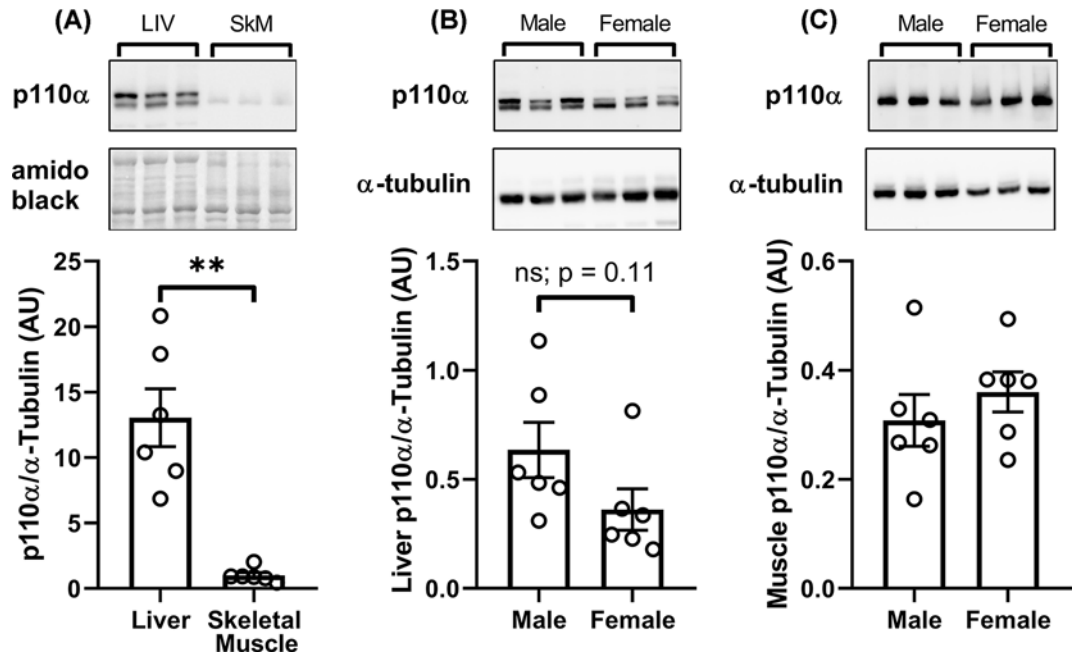 (A)
LIV SkM
p110α
amido
black
p110α/α-Tubulin (AU)
25
20
15
10
5
0
**
Liver Skeletal
Muscle
(B)
Male Female
p110α
α-tubulin
Liver p110α/α-Tubulin (AU)
1.5
1.0
0.5
0.0
ns; p = 0.11
Male Female
(C)
Male Female
p110α
α-tubulin
Muscle p110α/α-Tubulin (AU)
0.6
0.4
0.2
0.0
Male Female